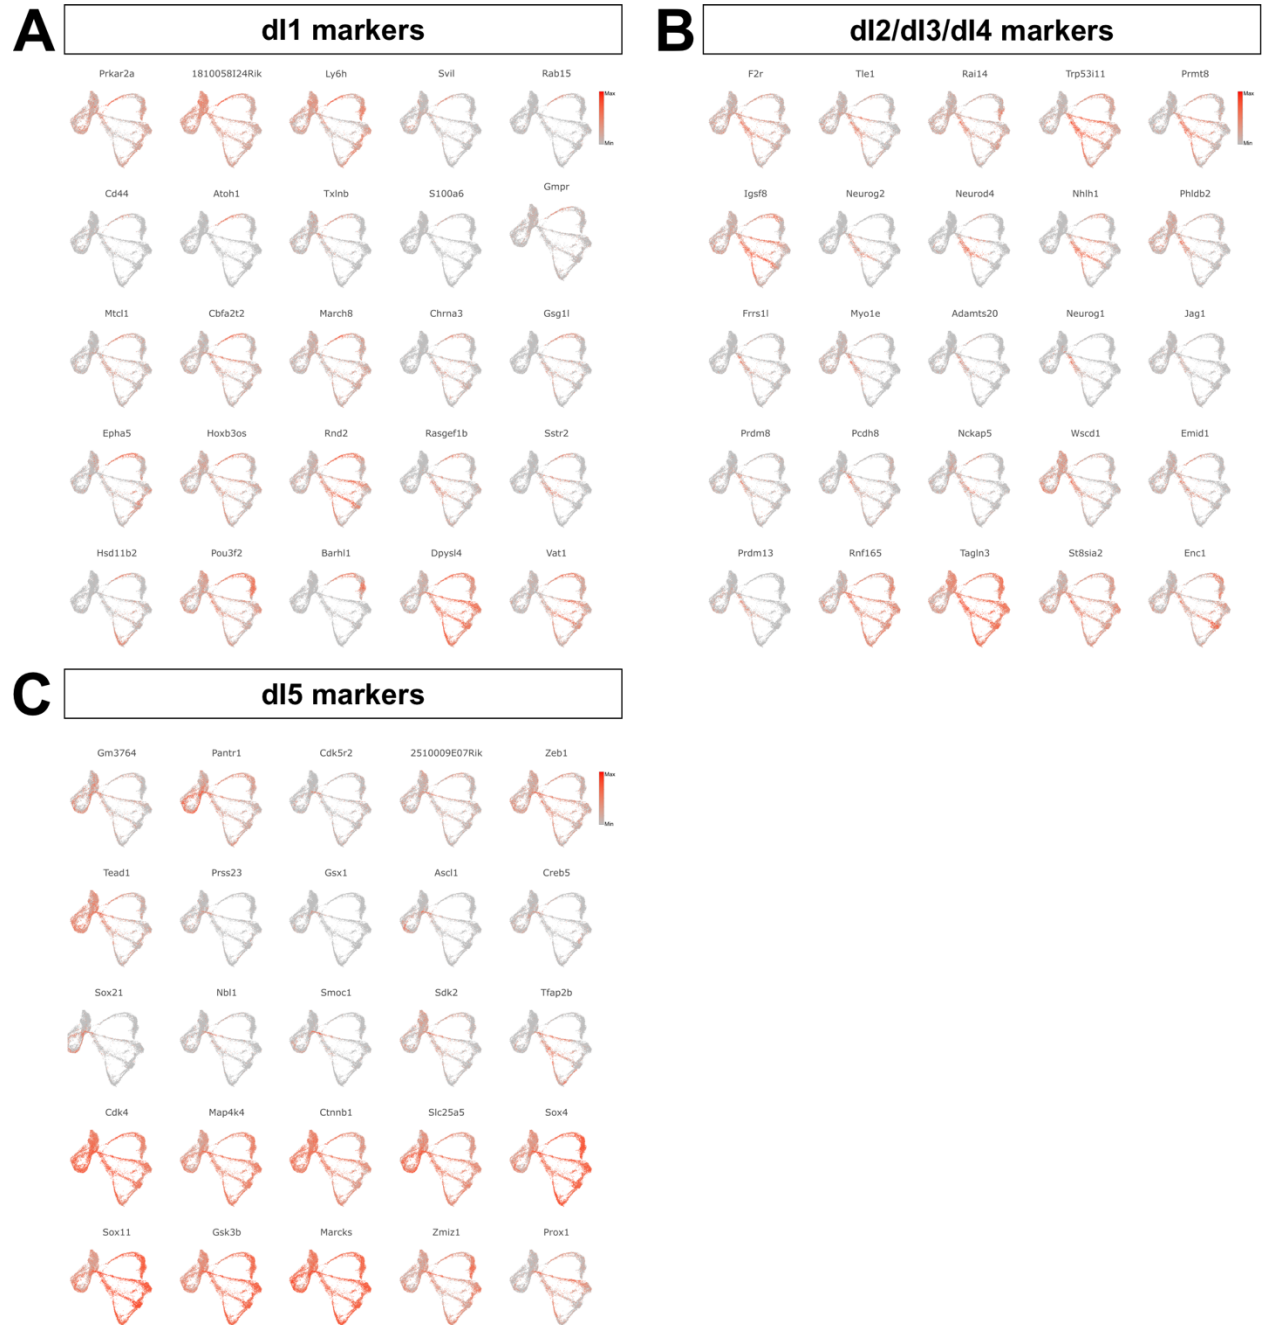 A
dI1 markers
Prkar2a 1810058I24Rik Ly6h Svil Rab15
Max
Min
Cd44 Atoh1 Txlnb S100a6 Gmpr
Mtcl1 Cbfa2t2 March8 Chrna3 Gsg1l
Epha5 Hoxb3os Rnd2 Rasgef1b Sstr2
Hsd11b2 Pou3f2 Barhl1 Dpysl4 Vat1
B
dI2/dI3/dI4 markers
F2r Tle1 Rai14 Trp53i11 Prmt8
Max
Min
Igsf8 Neurog2 Neurod4 Nhlh1 Phldb2
Frrs1l Myo1e Adamts20 Neurog1 Jag1
Prdm8 Pcdh8 Nckap5 Wscd1 Emid1
Prdm13 Rnf165 Tagln3 St8sia2 Enc1
C
dI5 markers
Gm3764 Pantr1 Cdk5r2 2510009E07Rik Zeb1
Max
Min
Tead1 Prss23 Gsx1 Ascl1 Creb5
Sox21 Nbl1 Smoc1 Sdk2 Tfap2b
Cdk4 Map4k4 Ctnnb1 Slc25a5 Sox4
Sox11 Gsk3b Marcks Zmiz1 Prox1